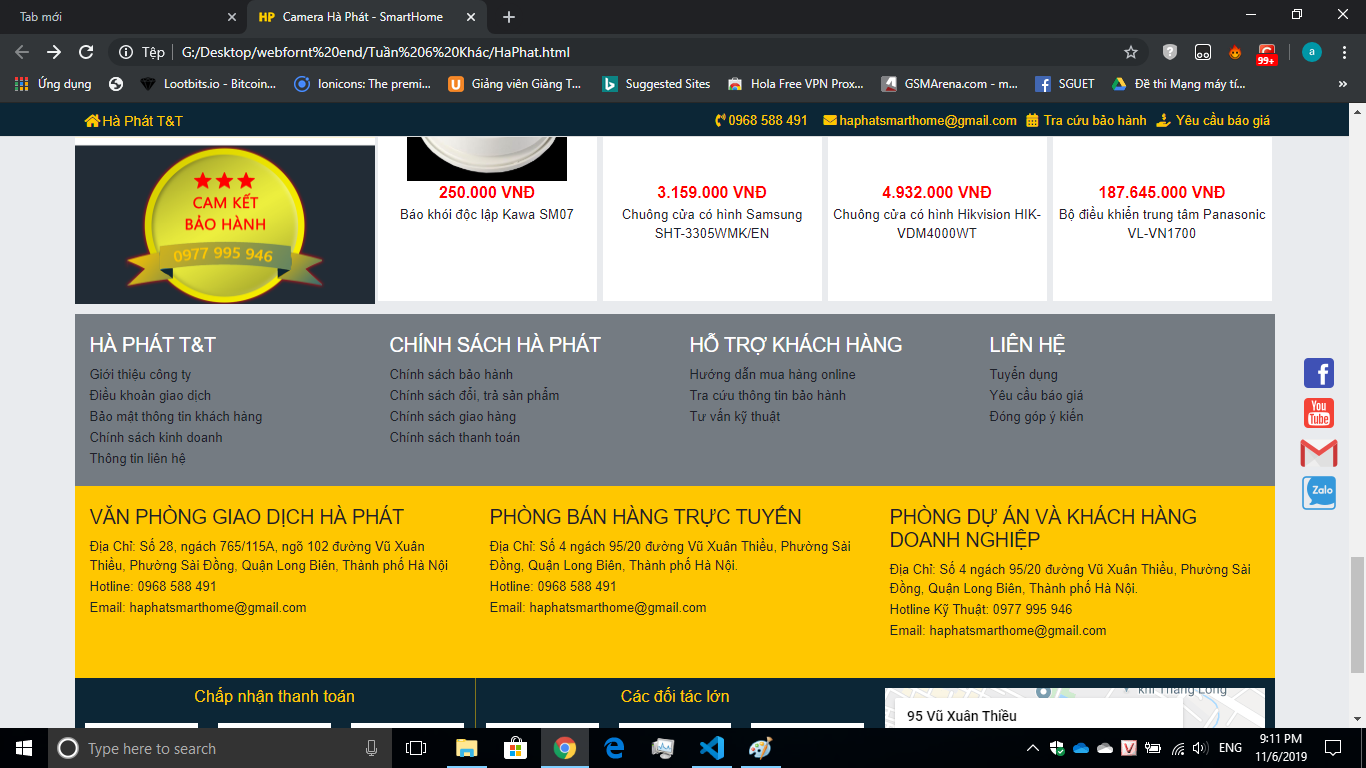 Tab mới
HP Camera Hà Phát - SmartHome
Tệp G:/Desktop/webfornt%20end/Tuần%206%20Khác/HaPhat.html
a
99+
Ứng dụng
Lootbits.io - Bitcoin...
Ionicons: The premi...
Giảng viên Giàng T...
Suggested Sites
Hola Free VPN Prox...
GSMArena.com - m...
SGUET
Đề thi Mạng máy tí...
»
Hà Phát T&T
0968 588 491
haphatsmarthome@gmail.com
Tra cứu bảo hành
Yêu cầu báo giá
CAM KẾT
BẢO HÀNH
0977 995 946
250.000 VNĐ
Báo khói độc lập Kawa SM07
3.159.000 VNĐ
Chuông cửa có hình Samsung
SHT-3305WMK/EN
4.932.000 VNĐ
Chuông cửa có hình Hikvision HIK-
VDM4000WT
187.645.000 VNĐ
Bộ điều khiển trung tâm Panasonic
VL-VN1700
HÀ PHÁT T&T
Giới thiệu công ty
Điều khoản giao dịch
Bảo mật thông tin khách hàng
Chính sách kinh doanh
Thông tin liên hệ
CHÍNH SÁCH HÀ PHÁT
Chính sách bảo hành
Chính sách đổi, trả sản phẩm
Chính sách giao hàng
Chính sách thanh toán
HỖ TRỢ KHÁCH HÀNG
Hướng dẫn mua hàng online
Tra cứu thông tin bảo hành
Tư vấn kỹ thuật
LIÊN HỆ
Tuyển dụng
Yêu cầu báo giá
Đóng góp ý kiến
You
Tube
Zalo
VĂN PHÒNG GIAO DỊCH HÀ PHÁT
Địa Chỉ: Số 28, ngách 765/115A, ngõ 102 đường Vũ Xuân
Thiều, Phường Sài Đồng, Quận Long Biên, Thành phố Hà Nội
Hotline: 0968 588 491
Email: haphatsmarthome@gmail.com
PHÒNG BÁN HÀNG TRỰC TUYẾN
Địa Chỉ: Số 4 ngách 95/20 đường Vũ Xuân Thiều, Phường Sài
Đồng, Quận Long Biên, Thành phố Hà Nội.
Hotline: 0968 588 491
Email: haphatsmarthome@gmail.com
PHÒNG DỰ ÁN VÀ KHÁCH HÀNG
DOANH NGHIỆP
Địa Chỉ: Số 4 ngách 95/20 đường Vũ Xuân Thiều, Phường Sài
Đồng, Quận Long Biên, Thành phố Hà Nội.
Hotline Kỹ Thuật: 0977 995 946
Email: haphatsmarthome@gmail.com
Chấp nhận thanh toán
Các đối tác lớn
khí Thăng Long
95 Vũ Xuân Thiều
Type here to search
ENG
9:11 PM
11/6/2019